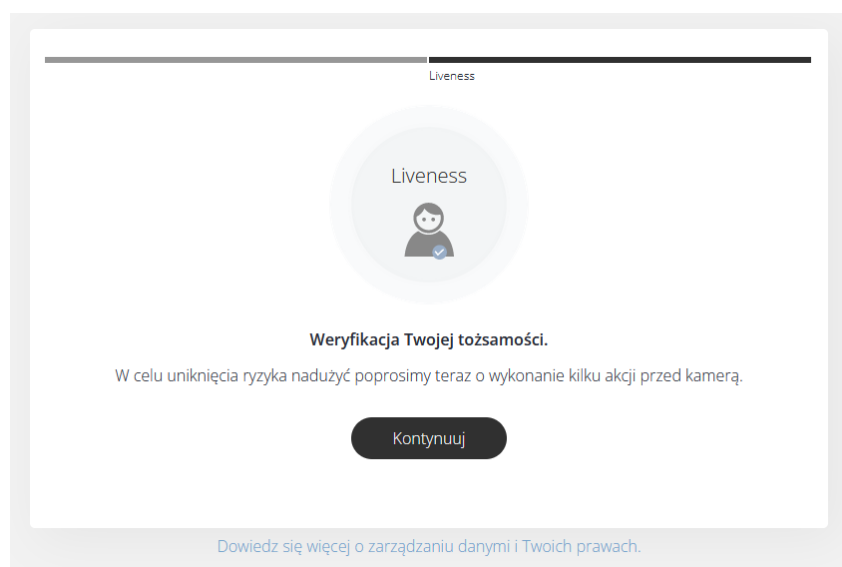 Liveness
Liveness
Weryfikacja Twojej tożsamości.
W celu uniknięcia ryzyka nadużyć poprosimy teraz o wykonanie kilku akcji przed kamerą.
Kontynuuj
Dowiedz się więcej o zarządzaniu danymi i Twoich prawach.